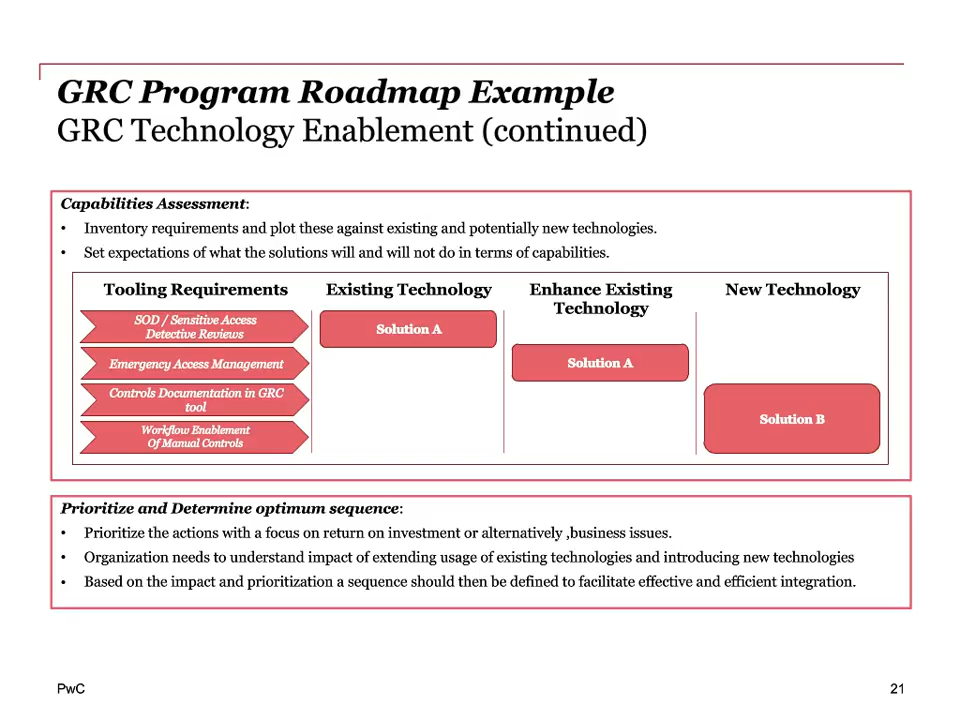 GRC Program Roadmap Example
GRC Technology Enablement (continued)
Capabilities Assessment:
• Inventory requirements and plot these against existing and potentially new technologies.
• Set expectations of what the solutions will and will not do in terms of capabilities.
Tooling Requirements
Existing Technology
Enhance Existing
Technology
New Technology
SOD / Sensitive Access
Detective Reviews
Solution A
Emergency Access Management
Solution A
Controls Documentation in GRC
tool
Workflow Enablement
Of Manual Controls
Solution B
Prioritize and Determine optimum sequence:
• Prioritize the actions with a focus on return on investment or alternatively ,business issues.
• Organization needs to understand impact of extending usage of existing technologies and introducing new technologies
• Based on the impact and prioritization a sequence should then be defined to facilitate effective and efficient integration.
PwC
21